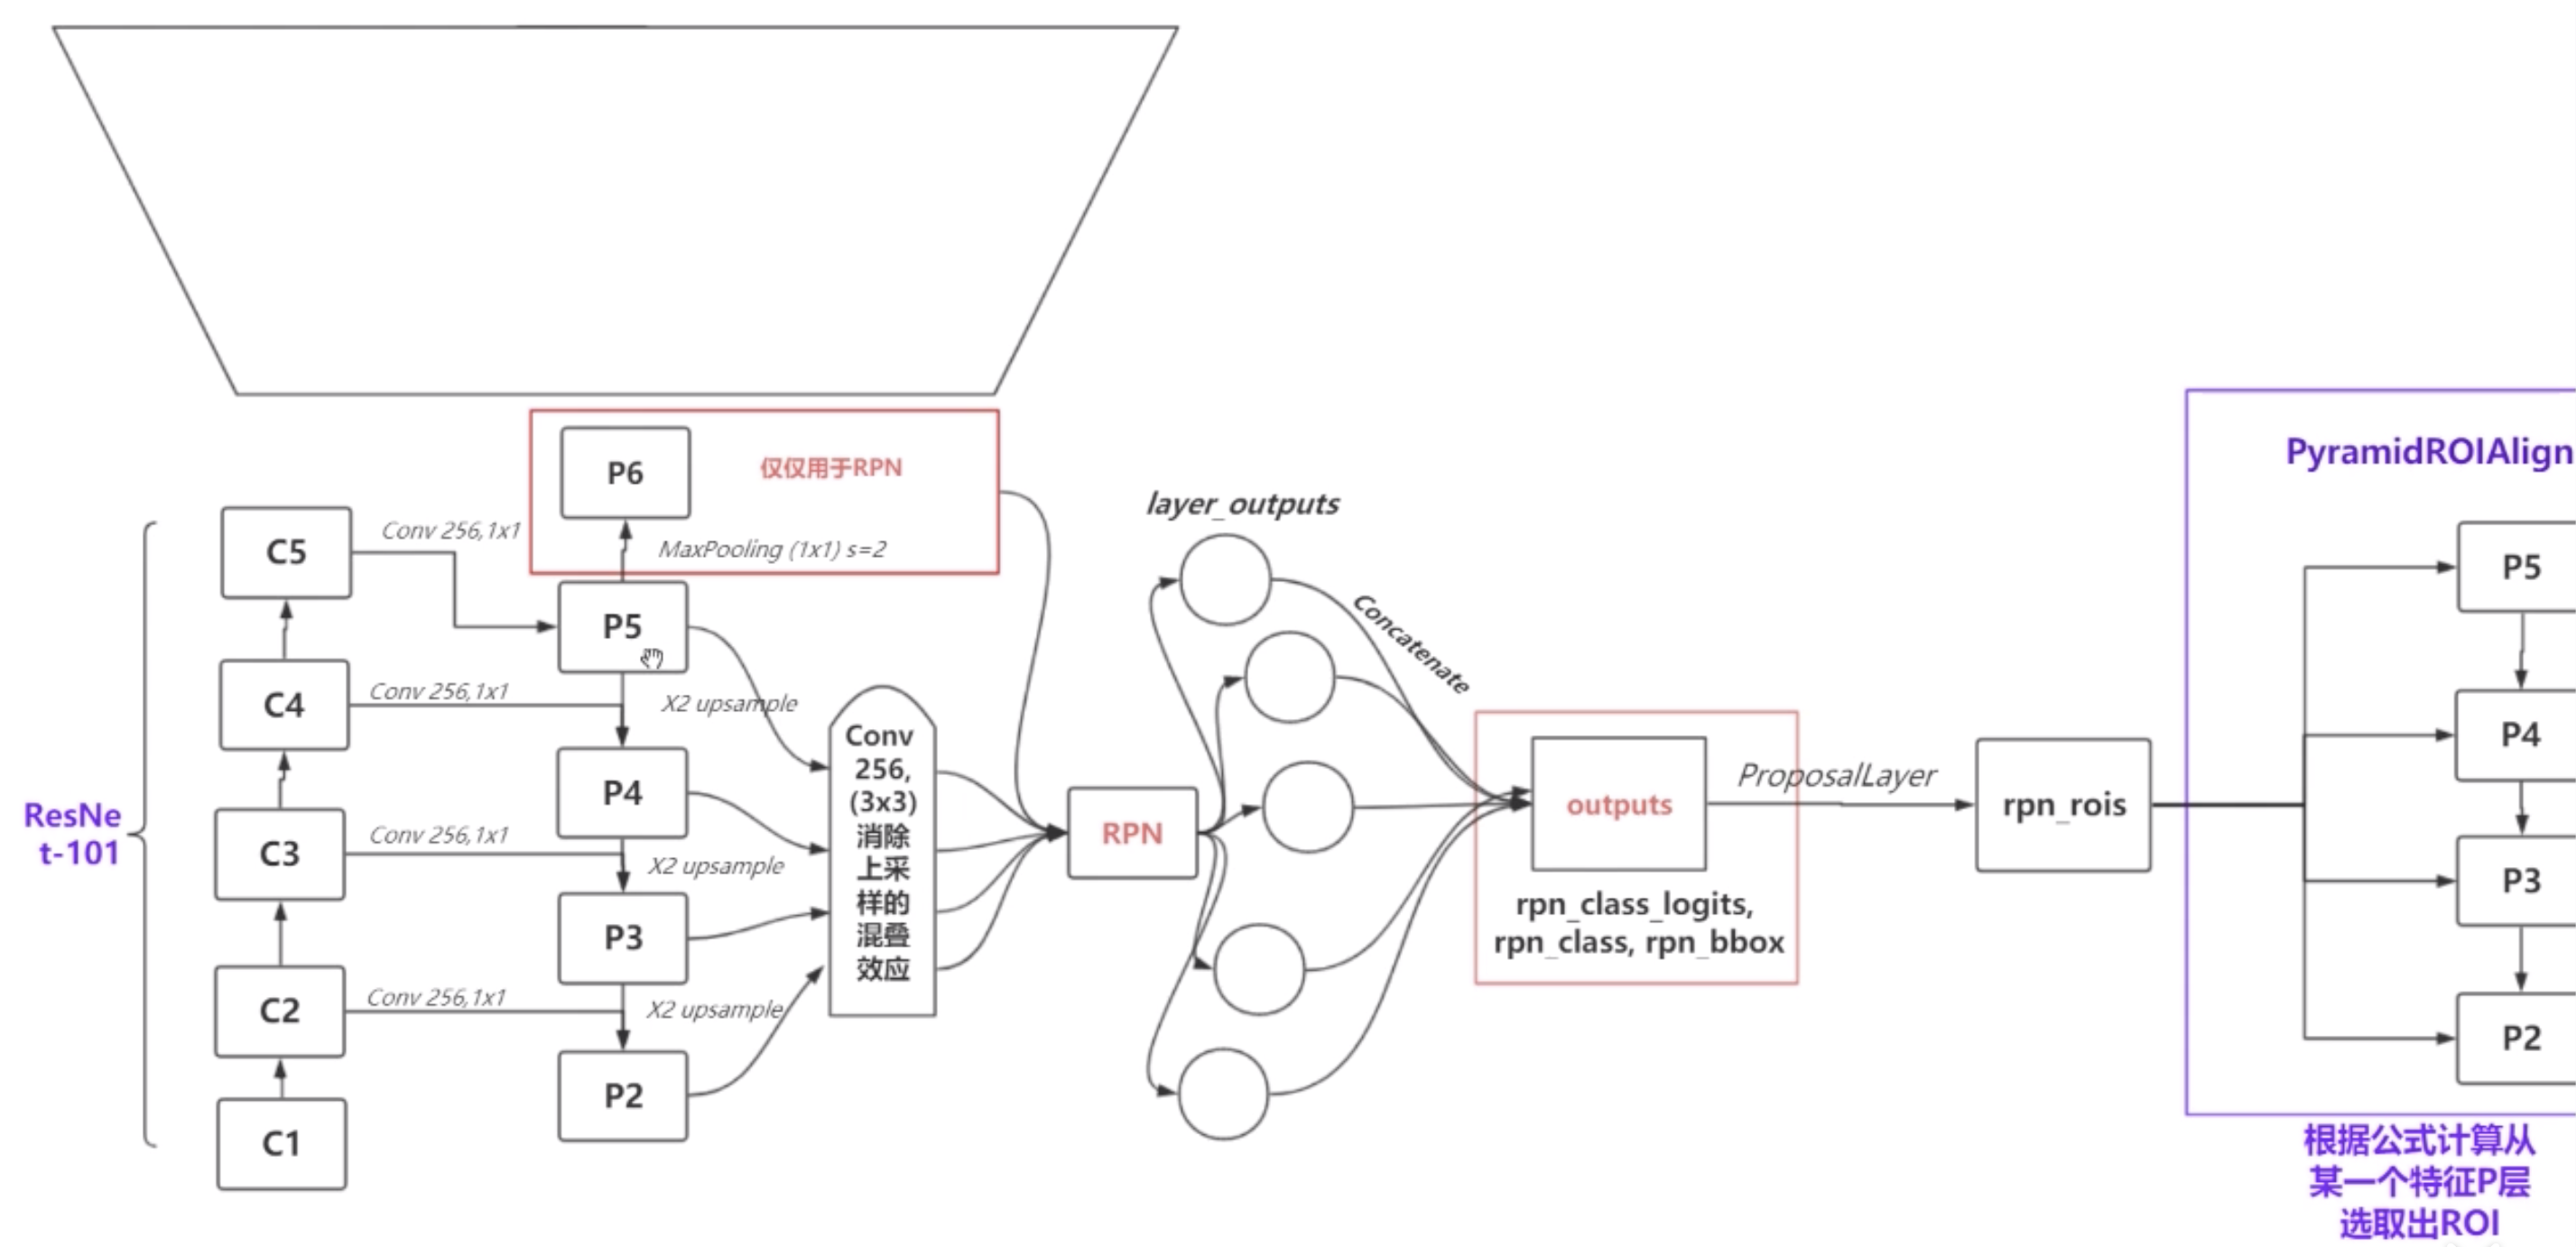 P6
仅仅用于RPN
MaxPooling (1x1) s=2
C5
Conv 256,1x1
P5
C4
Conv 256,1x1
X2 upsample
P4
C3
Conv 256,1x1
X2 upsample
P3
C2
Conv 256,1x1
X2 upsample
P2
C1
ResNe
t-101
Conv
256,
(3x3)
消除
上采
样的
混叠
效应
RPN
layer_outputs
Concatenate
outputs
rpn_class_logits,
rpn_class, rpn_bbox
ProposalLayer
rpn_rois
PyramidROIAlign
P5
P4
P3
P2
根据公式计算从
某一个特征P层
选取出ROI